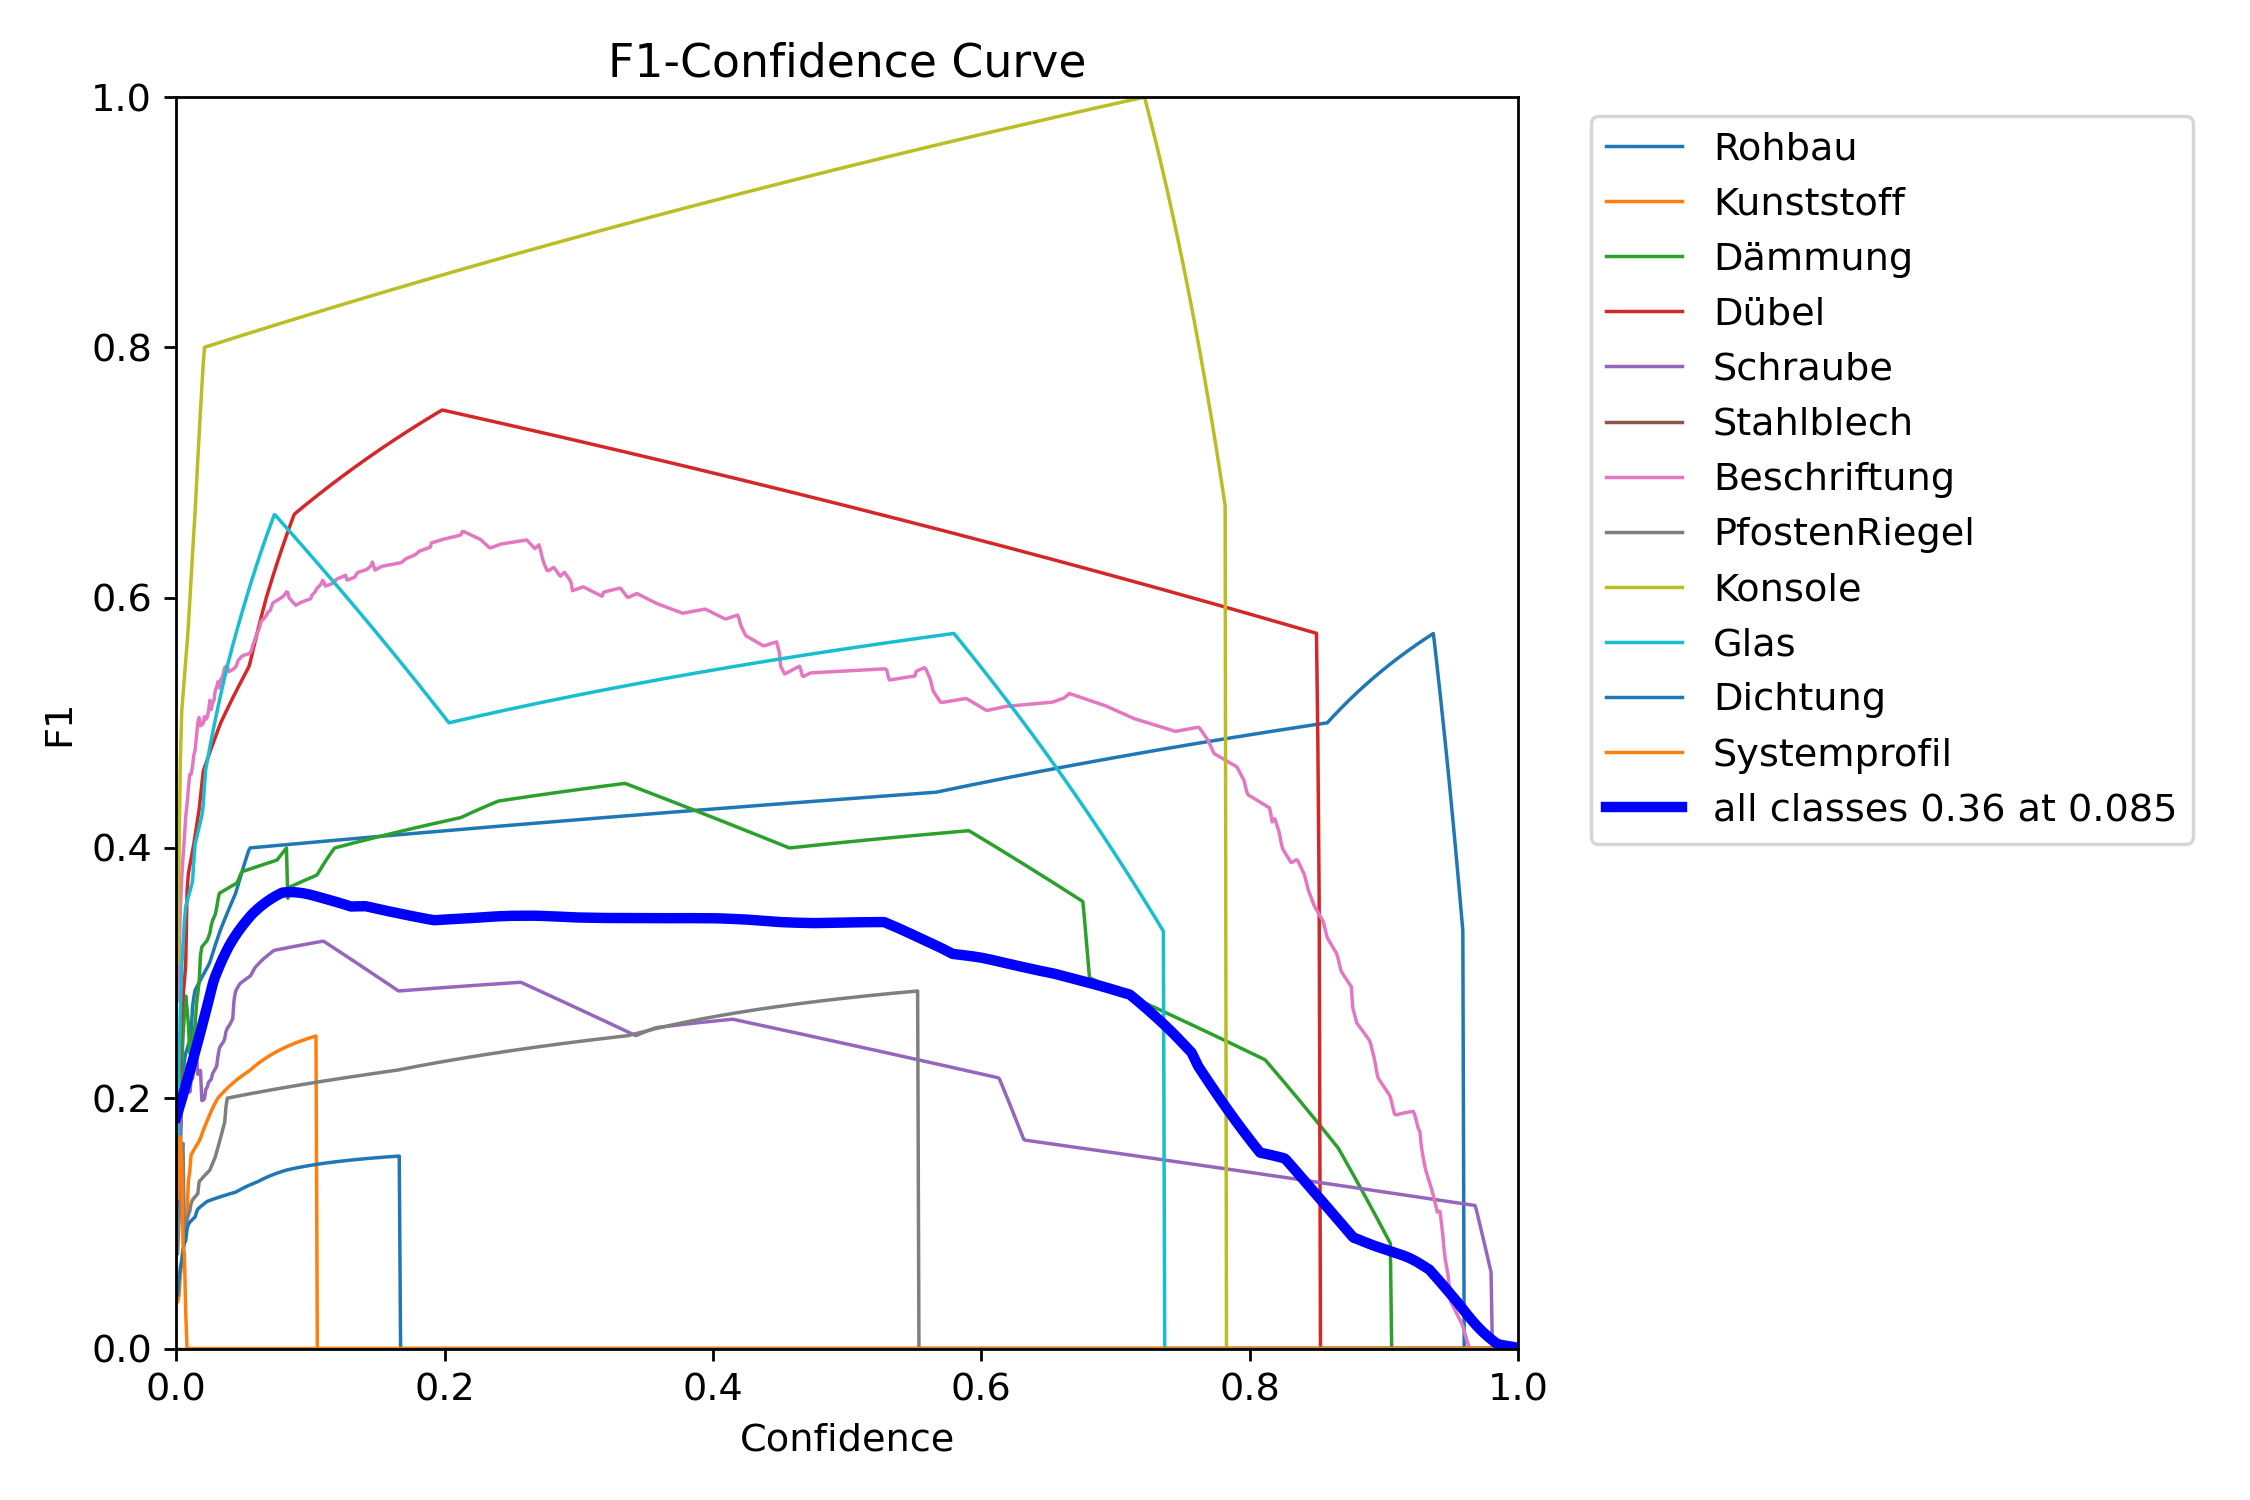 F1-Confidence Curve
1.0
0.8
0.6
0.4
0.2
0.0
F1
0.0 0.2 0.4 0.6 0.8 1.0
Confidence
Rohbau
Kunststoff
Dämmung
Dübel
Schraube
Stahlblech
Beschriftung
PfostenRiegel
Konsole
Glas
Dichtung
Systemprofil
all classes 0.36 at 0.085